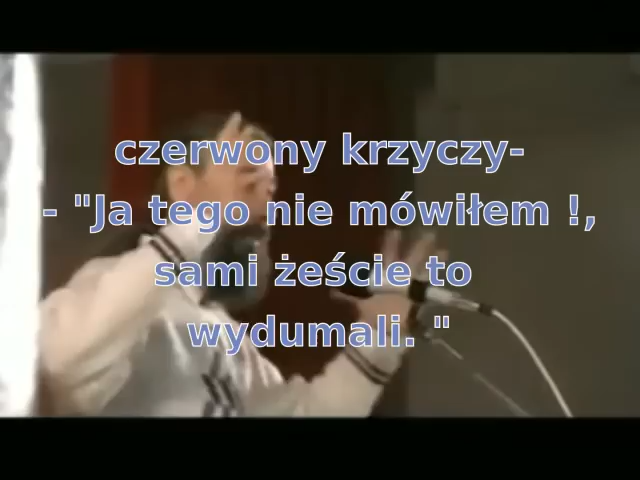 czerwony krzyczy-
- "Ja tego nie mówiłem !,
sami żeście to
wydumali. "